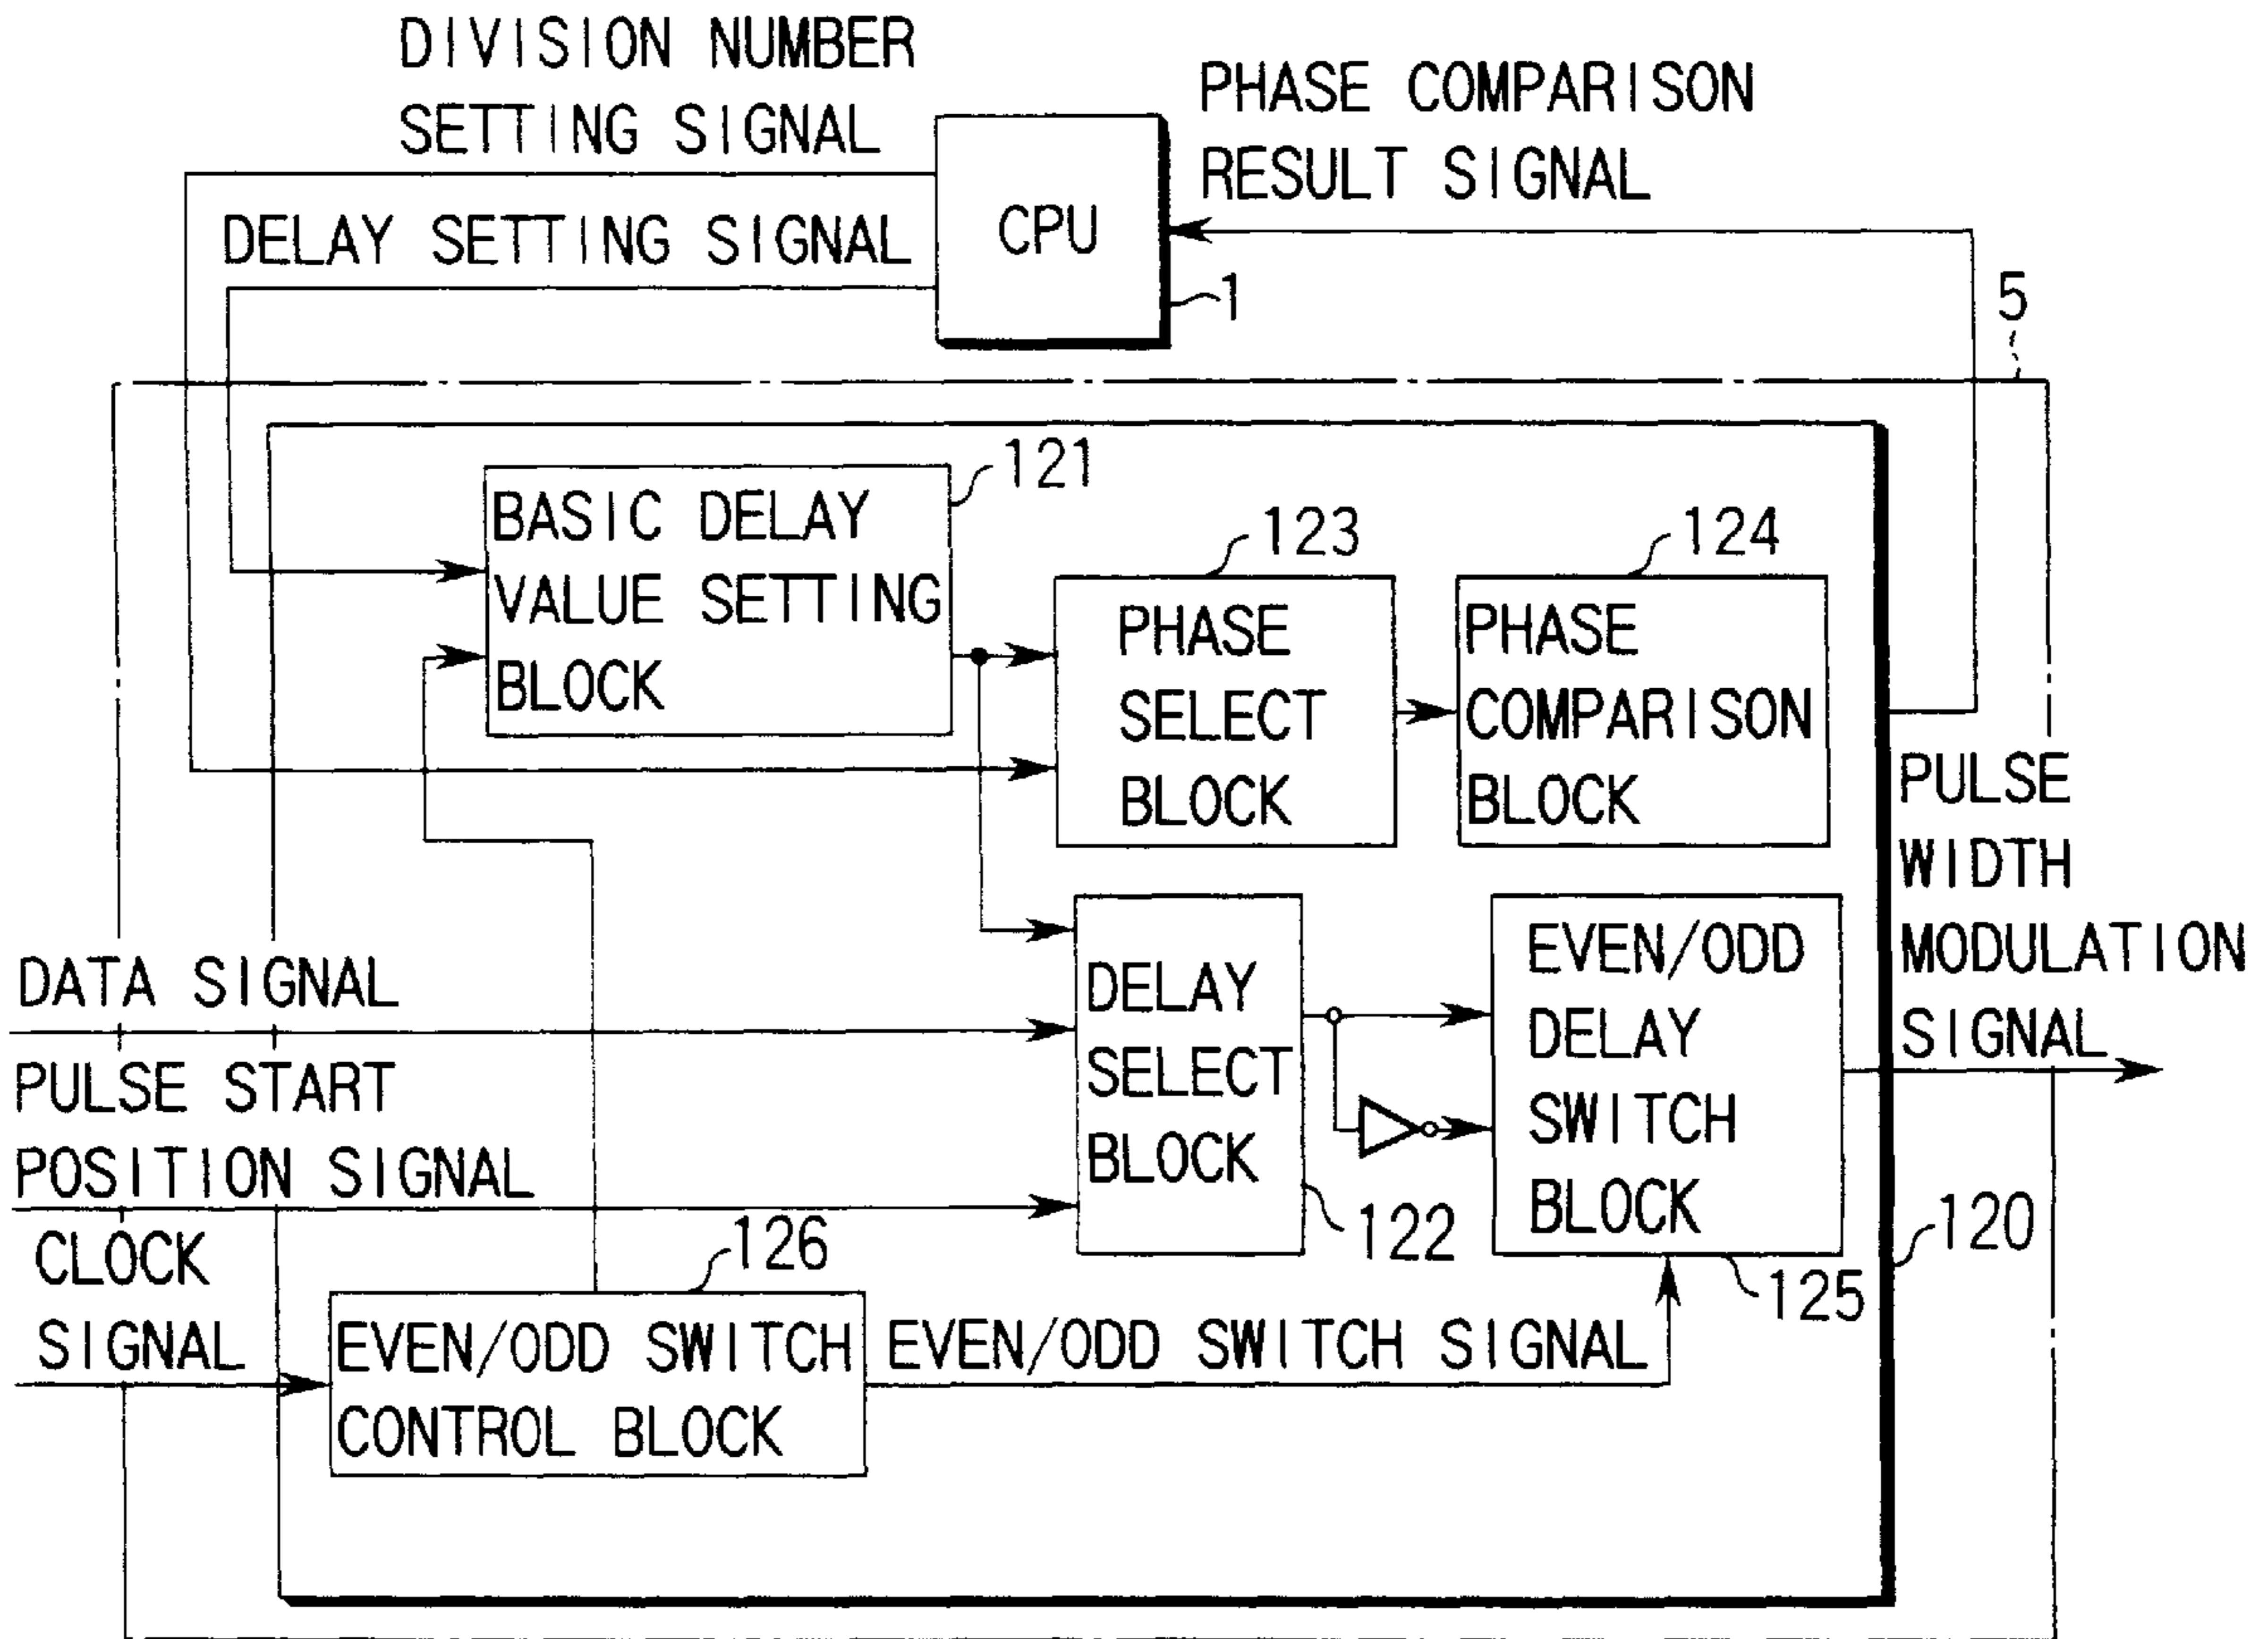 DIVISION NUMBER
SETTING SIGNAL
PHASE COMPARISON
RESULT SIGNAL
DELAY SETTING SIGNAL
CPU
1
5
121
BASIC DELAY
VALUE SETTING
BLOCK
123
PHASE
SELECT
BLOCK
124
PHASE
COMPARISON
BLOCK
PULSE
WIDTH
MODULATION
SIGNAL
DATA SIGNAL
PULSE START
POSITION SIGNAL
CLOCK
SIGNAL
DELAY
SELECT
BLOCK
122
EVEN/ODD
DELAY
SWITCH
BLOCK
120
125
126
EVEN/ODD SWITCH
CONTROL BLOCK
EVEN/ODD SWITCH SIGNAL